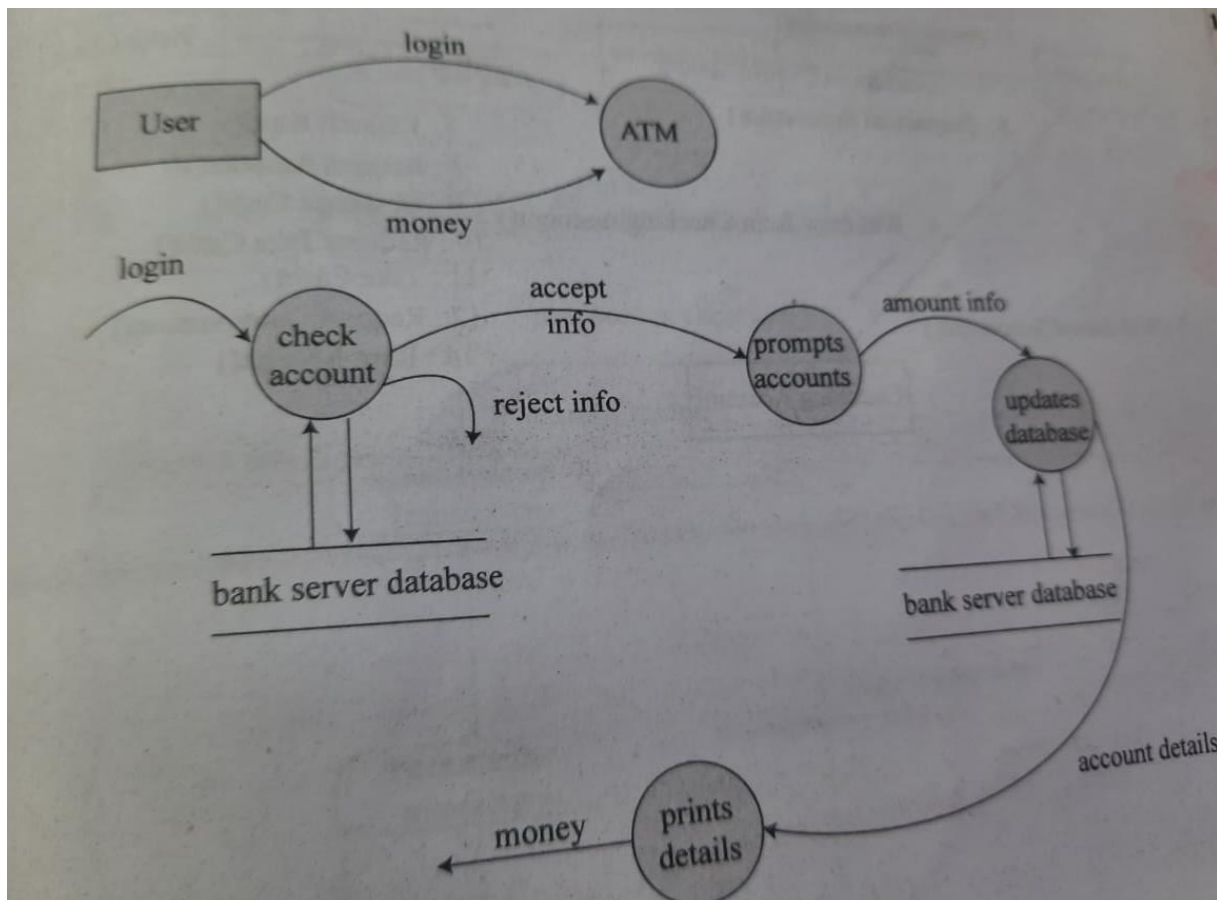 login
User
ATM
money
login
accept
info
check
account
reject info
prompts
accounts
amount info
updates
database
bank server database
bank server database
account details
prints
details
money